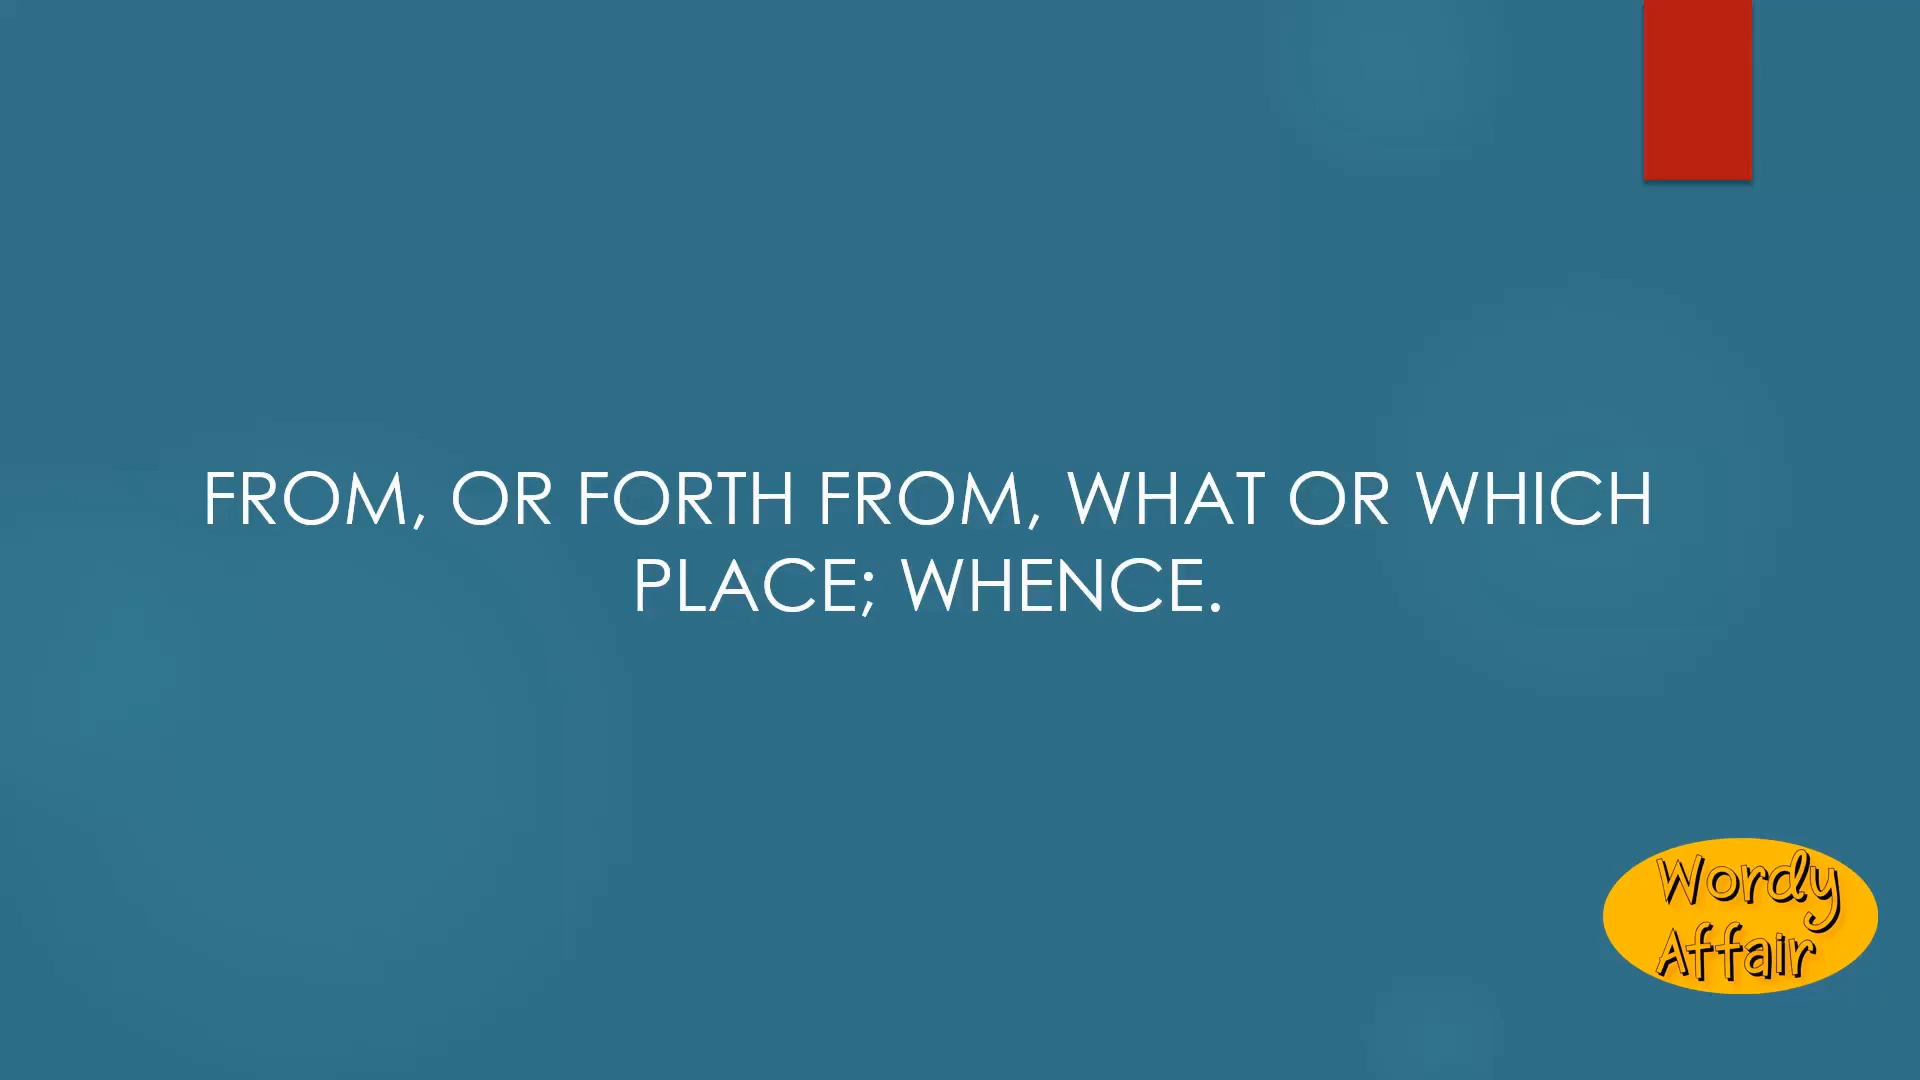 FROM, OR FORTH FROM, WHAT OR WHICH
PLACE; WHENCE.
Wordy
Affair